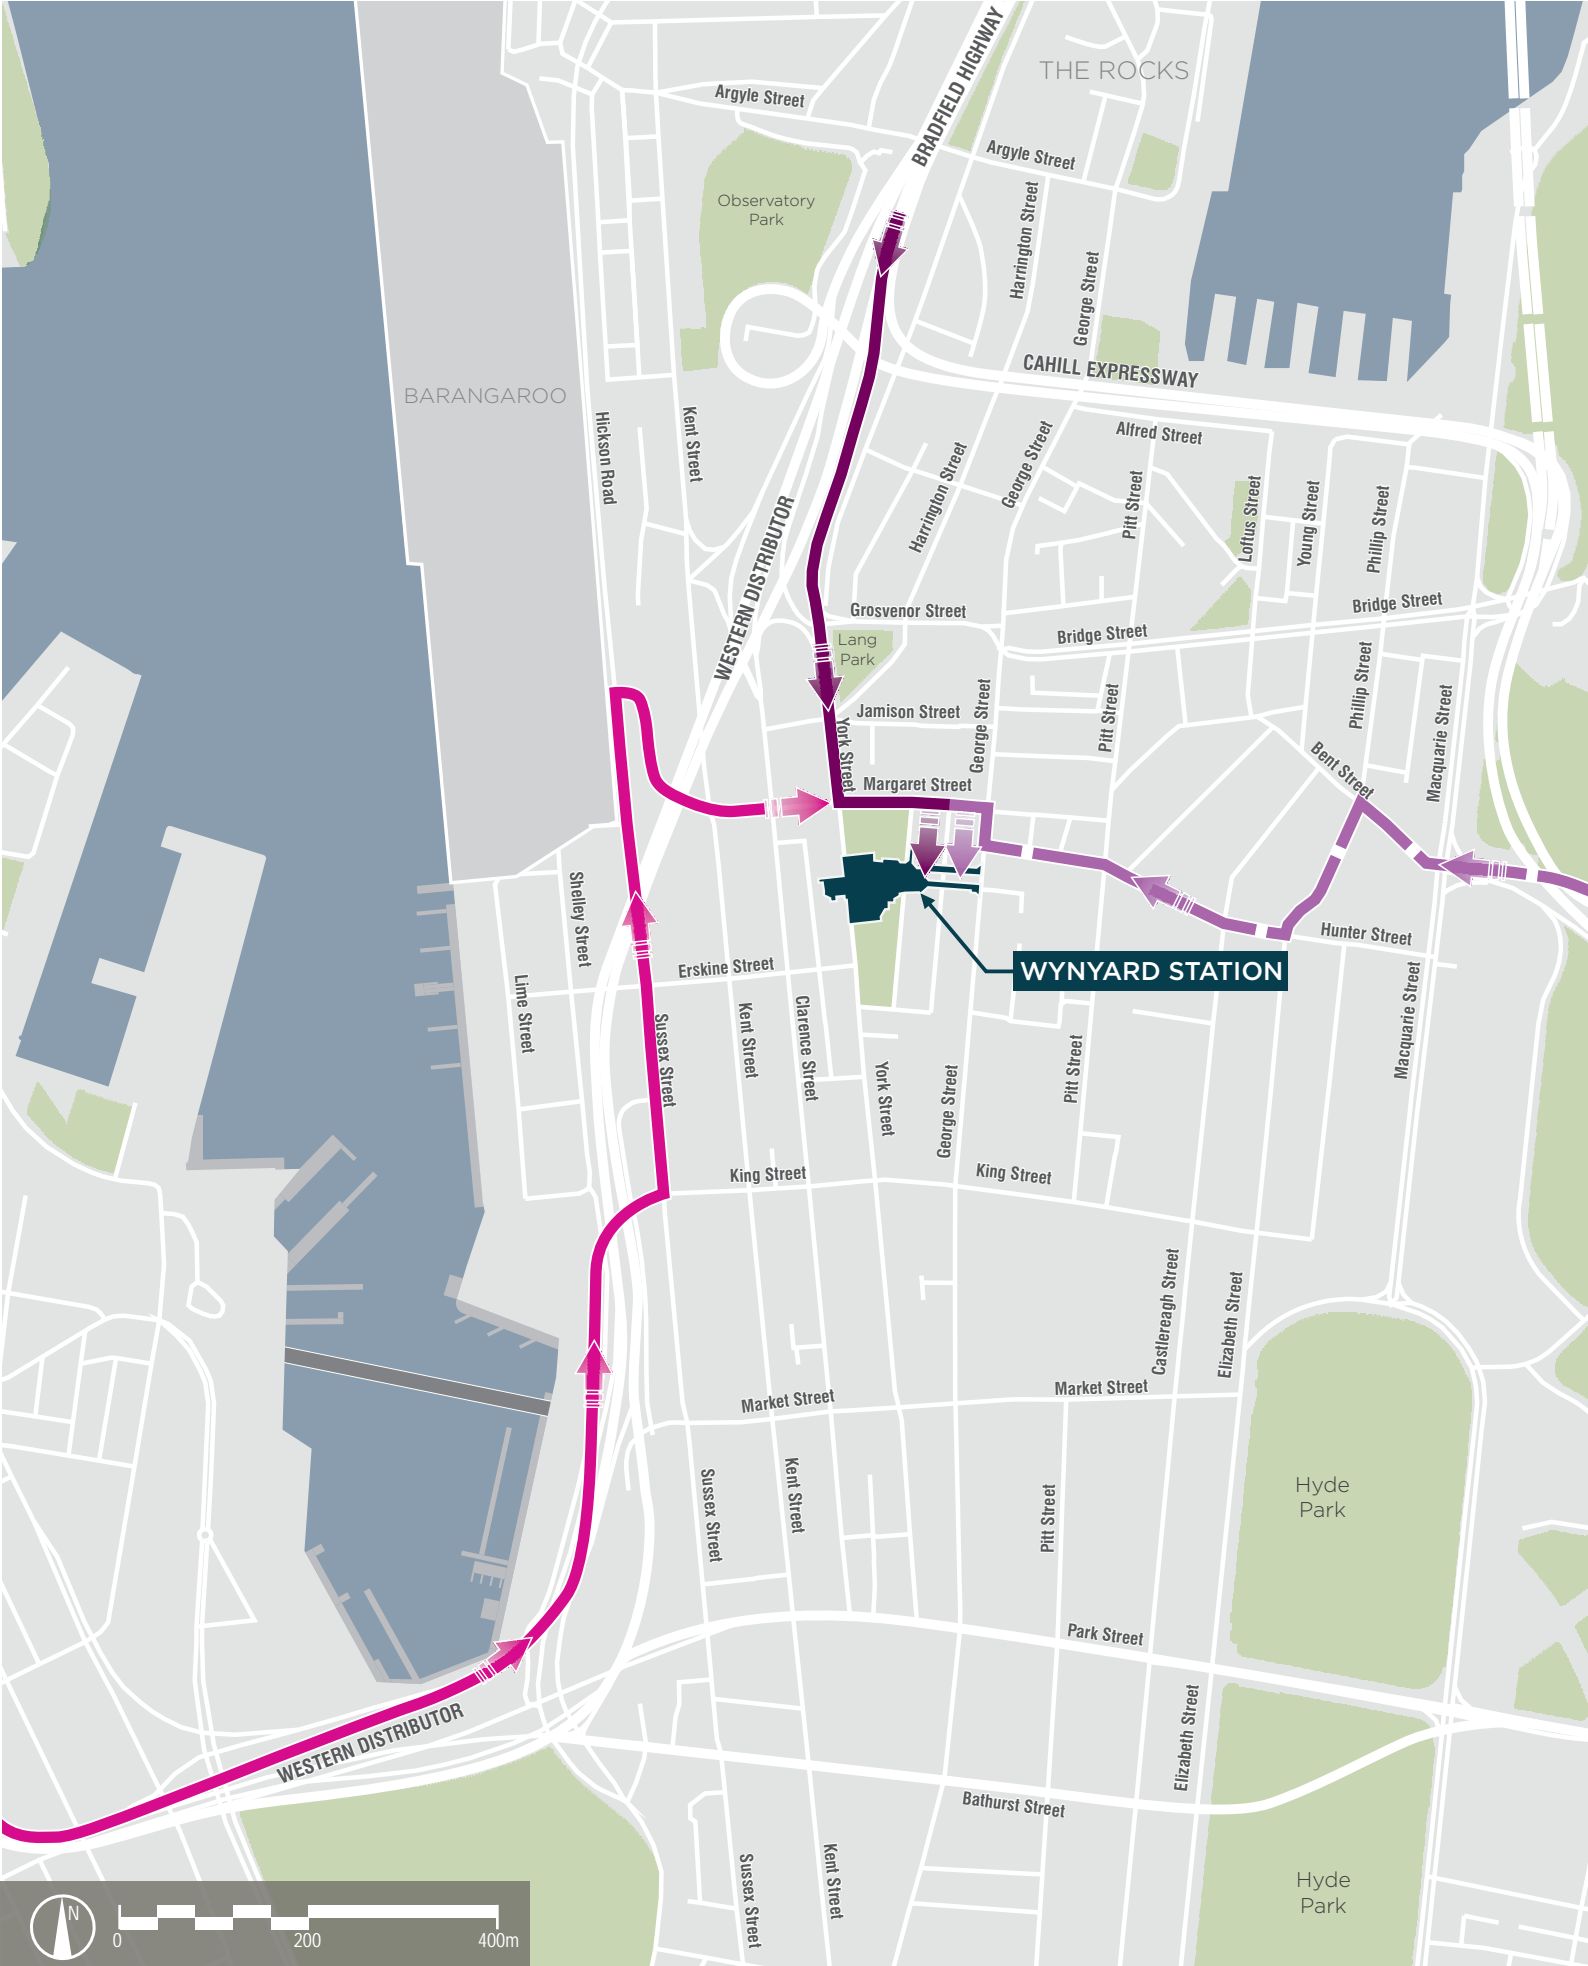 BRADFIELD HIGHWAY
THE ROCKS
Argyle Street
Argyle Street
Observatory
Park
Harrington Street
George Street
CAHILL EXPRESSWAY
BARANGAROO
Hickson Road
Kent Street
Alfred Street
Harrington Street
George Street
Pitt Street
Loftus Street
Young Street
Phillip Street
WESTERN DISTRIBUTOR
Grosvenor Street
Bridge Street
Bridge Street
Lang
Park
Phillip Street
Jamison Street
George Street
Pitt Street
Macquarie Street
York Street
Bent Street
Margaret Street
Shelley Street
Hunter Street
Erskine Street
WYNYARD STATION
Lime Street
Sussex Street
Kent Street
Clarence Street
York Street
George Street
Pitt Street
Macquarie Street
King Street
King Street
Castlereagh Street
Elizabeth Street
Market Street
Market Street
Sussex Street
Kent Street
Pitt Street
Hyde
Park
Park Street
WESTERN DISTRIBUTOR
Elizabeth Street
Bathurst Street
Sussex Street
Kent Street
Hyde
Park
N
0
200
400m